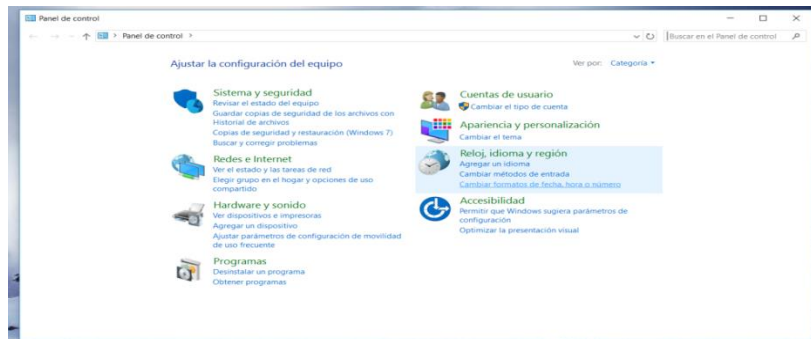 Panel de control
Panel de control
Buscar en el Panel de control
Ajustar la configuración del equipo
Ver por: Categoría
Sistema y seguridad
Revisar el estado del equipo
Guardar copias de seguridad de los archivos con
Historial de archivos
Copias de seguridad y restauración (Windows 7)
Buscar y corregir problemas
Redes e Internet
Ver el estado y las tareas de red
Elegir grupo en el hogar y opciones de uso
compartido
Hardware y sonido
Ver dispositivos e impresoras
Agregar un dispositivo
Ajustar parámetros de configuración de movilidad
de uso frecuente
Programas
Desinstalar un programa
Obtener programas
Cuentas de usuario
Cambiar el tipo de cuenta
Apariencia y personalización
Cambiar el tema
Reloj, idioma y región
Agregar un idioma
Cambiar métodos de entrada
Cambiar formatos de fecha, hora o número
Accesibilidad
Permitir que Windows sugiera parámetros de
configuración
Optimizar la presentación visual